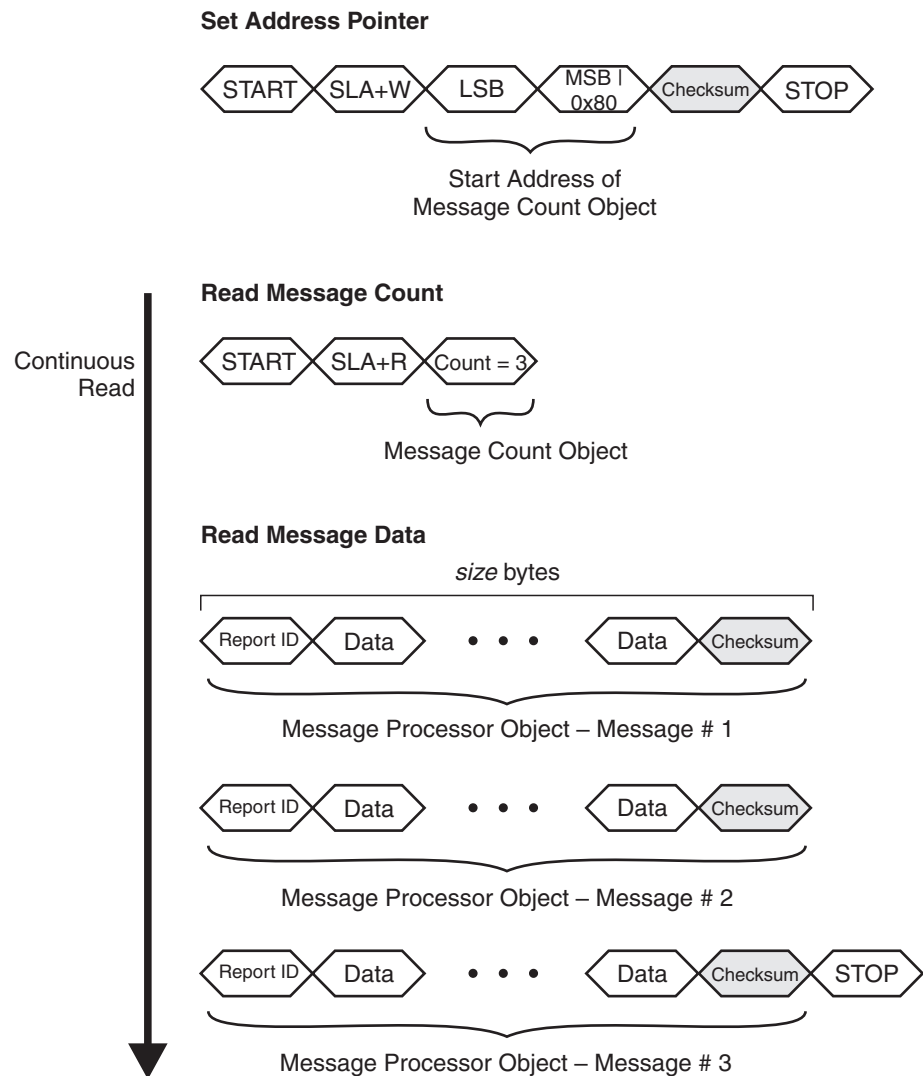 Set Address Pointer
START SLA+W LSB MSB | 0x80 Checksum STOP
Start Address of
Message Count Object
Read Message Count
Continuous
Read
START SLA+R Count = 3
Message Count Object
Read Message Data
size bytes
Report ID Data • • • Data Checksum
Message Processor Object – Message # 1
Report ID Data • • • Data Checksum
Message Processor Object – Message # 2
Report ID Data • • • Data Checksum STOP
Message Processor Object – Message # 3